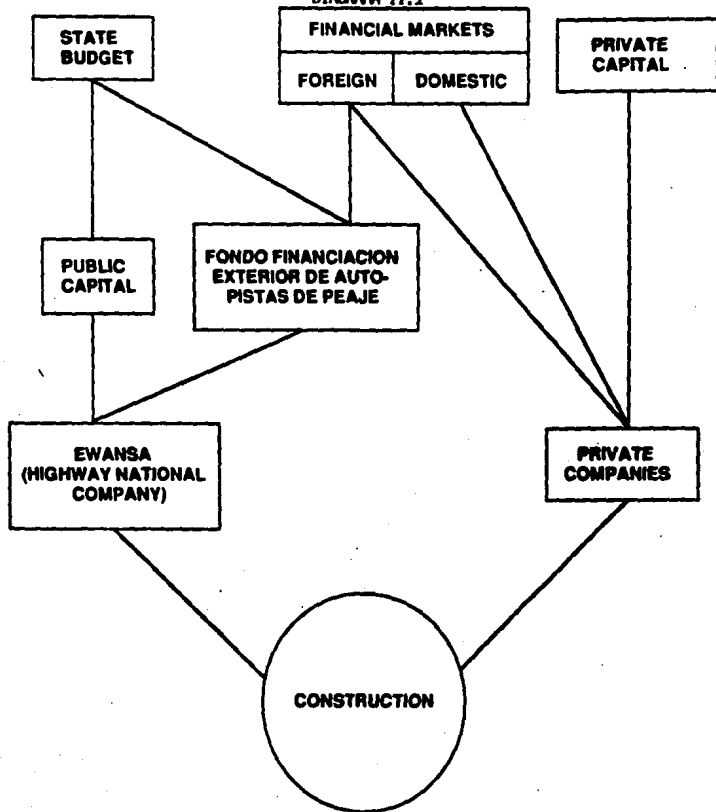 STATE
BUDGET
FINANCIAL MARKETS
FOREIGN
DOMESTIC
PRIVATE
CAPITAL
PUBLIC
CAPITAL
FONDO FINANCIACION
EXTERIOR DE AUTO-
PISTAS DE PEAJE
EWANSA
(HIGHWAY NATIONAL
COMPANY)
PRIVATE
COMPANIES
CONSTRUCTION